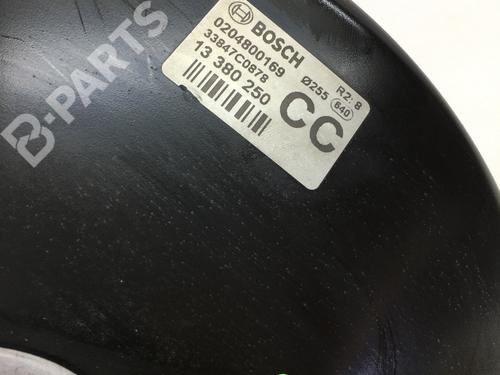 BOSCH
0204800169
33847C0878
13 380 250
Ø255
R2: 8
640
CC
B-PARTS